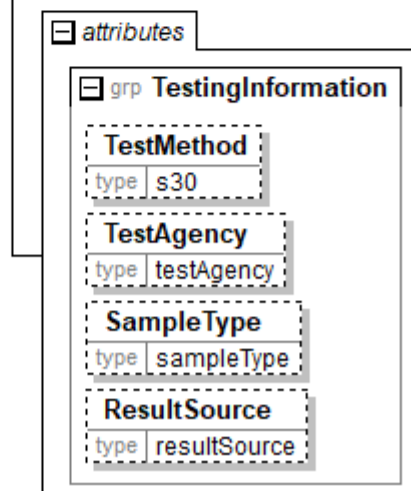 attributes
grp TestingInformation
TestMethod
type s30
TestAgency
type testAgency
SampleType
type sampleType
ResultSource
type resultSource